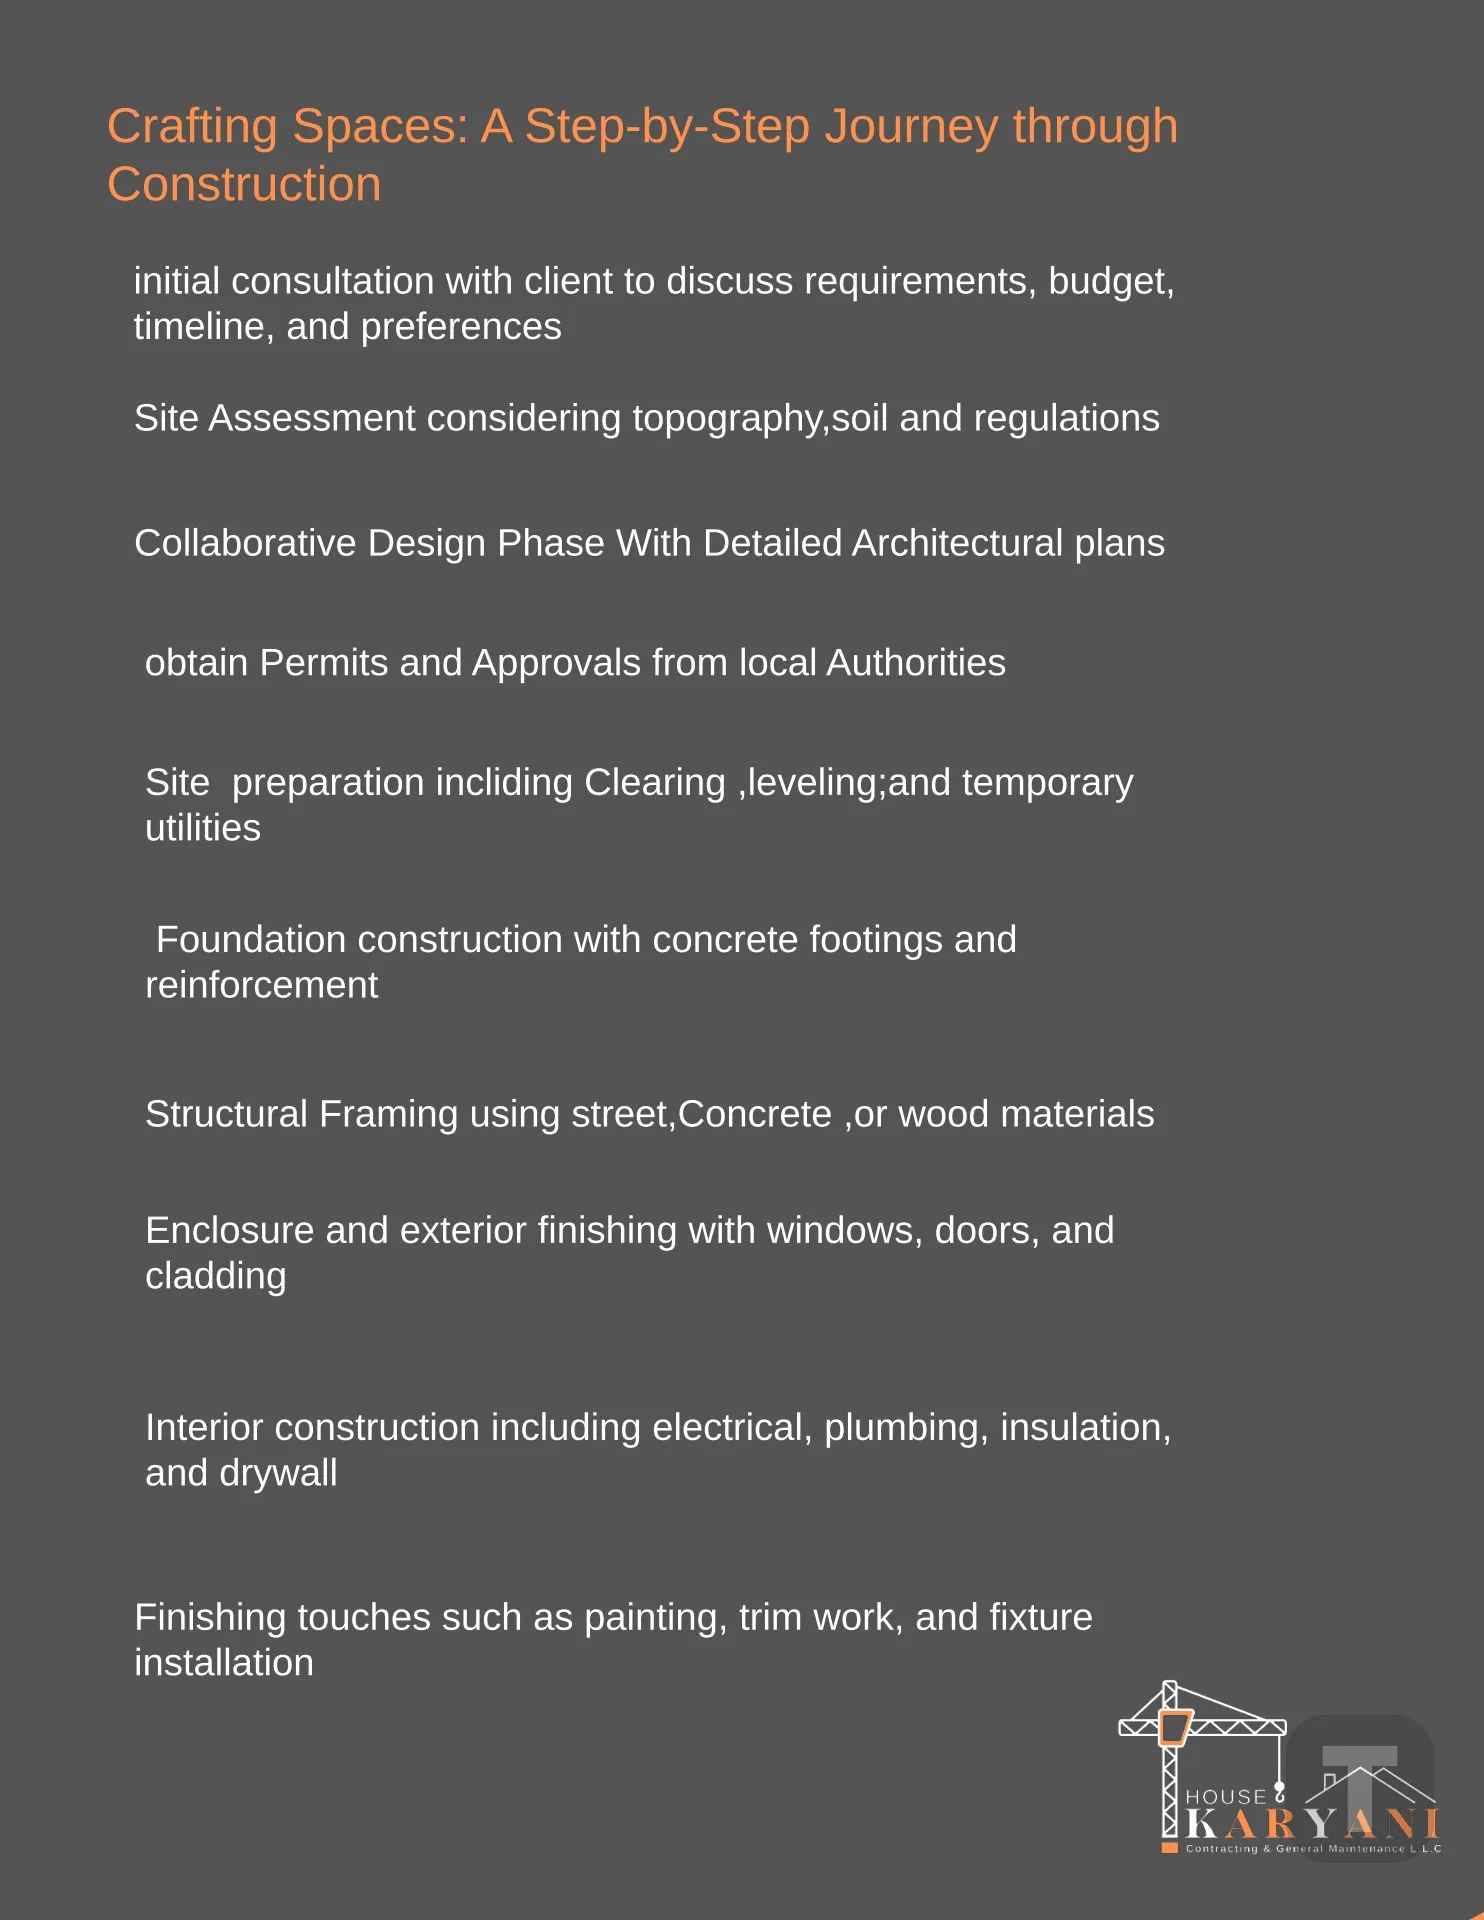 Crafting Spaces: A Step-by-Step Journey through
Construction
initial consultation with client to discuss requirements, budget,
timeline, and preferences
Site Assessment considering topography,soil and regulations
Collaborative Design Phase With Detailed Architectural plans
obtain Permits and Approvals from local Authorities
Site  preparation incliding Clearing ,leveling;and temporary
utilities
Foundation construction with concrete footings and
reinforcement
Structural Framing using street,Concrete ,or wood materials
Enclosure and exterior finishing with windows, doors, and
cladding
Interior construction including electrical, plumbing, insulation,
and drywall
Finishing touches such as painting, trim work, and fixture
installation
T
HOUSE
KARYANI
Contracting & General Maintenance L.L.C